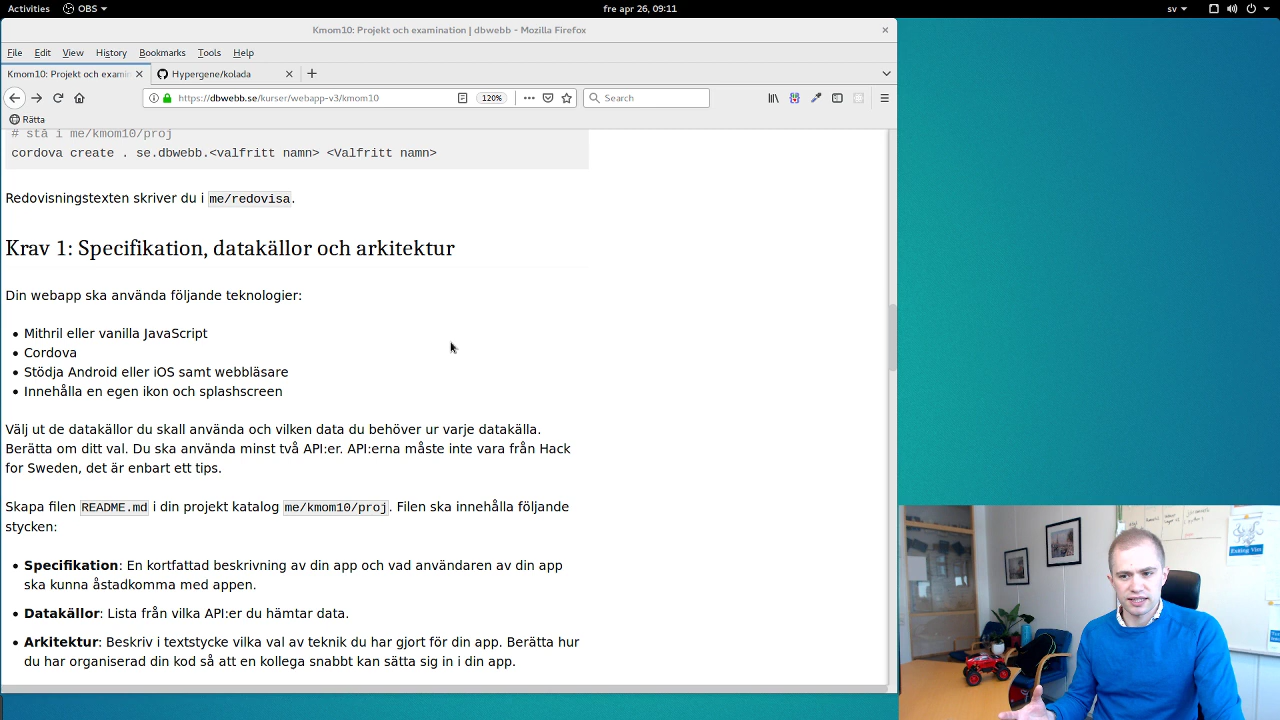 Activities
OBS
fre apr 26, 09:11
sv
Kmom10: Projekt och examination | dbwebb - Mozilla Firefox
File Edit View History Bookmarks Tools Help
Kmom10: Projekt och examin
Hypergene/kolada
https://dbwebb.se/kurser/webapp-v3/kmom10
120%
Search
Rätta
# stå i me/kmom10/proj
cordova create . se.dbwebb.<valfritt namn> <Valfritt namn>
Redovisningstexten skriver du i me/redovisa.
Krav 1: Specifikation, datakällor och arkitektur
Din webapp ska använda följande teknologier:
• Mithril eller vanilla JavaScript
• Cordova
• Stödja Android eller iOS samt webbläsare
• Innehålla en egen ikon och splashscreen
Välj ut de datakällor du skall använda och vilken data du behöver ur varje datakälla.
Berätta om ditt val. Du ska använda minst två API:er. API:erna måste inte vara från Hack
for Sweden, det är enbart ett tips.
Skapa filen README.md i din projekt katalog me/kmom10/proj. Filen ska innehålla följande
stycken:
• Specifikation: En kortfattad beskrivning av din app och vad användaren av din app
ska kunna åstadkomma med appen.
• Datakällor: Lista från vilka API:er du hämtar data.
• Arkitektur: Beskriv i textstycke vilka val av teknik du har gjort för din app. Berätta hur
du har organiserad din kod så att en kollega snabbt kan sätta sig in i din app.
Exiting Vim